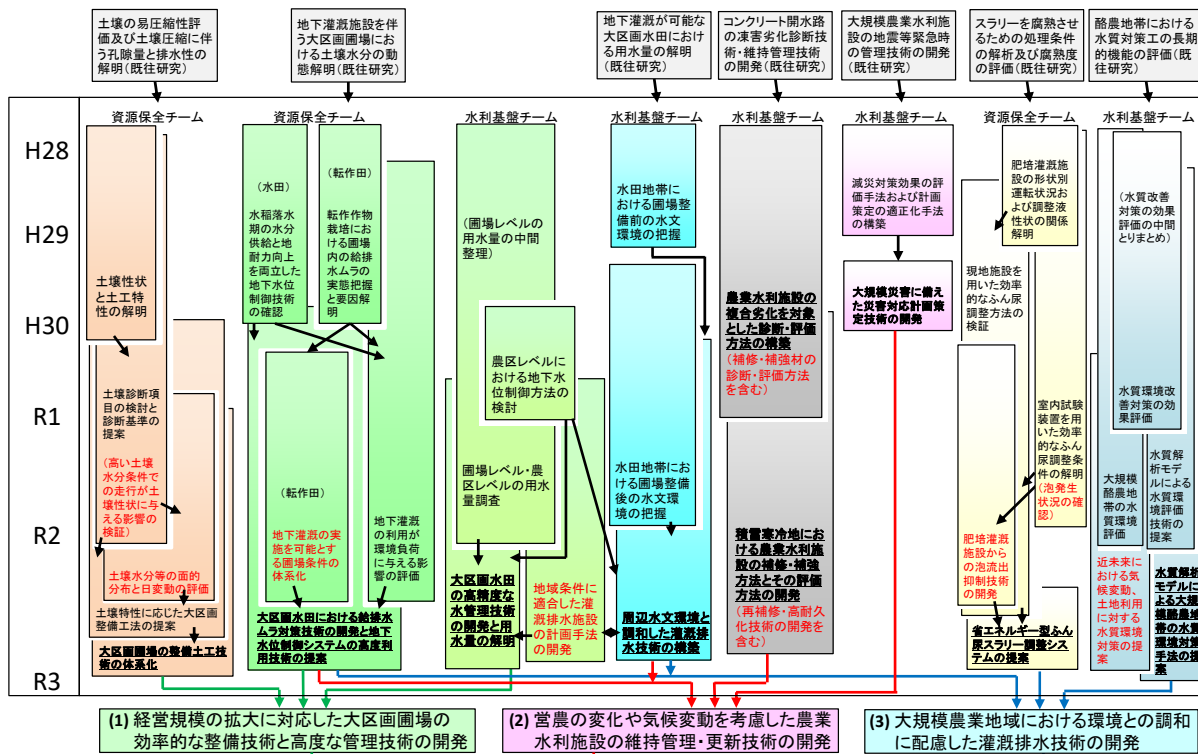 土壌の易圧縮性評
価及び土壌圧縮に伴
う孔隙量と排水性の
解明(既往研究)
地下灌漑施設を伴
う大区画圃場にお
ける土壌水分の動
態解明(既往研究)
地下灌漑が可能な
大区画水田におけ
る用水量の解明
(既往研究)
コンクリート開水路
の凍害劣化診断技
術・維持管理技術
の開発(既往研究)
大規模農業水利施
設の地震等緊急時
の管理技術の開発
(既往研究)
スラリーを腐熟させ
るための処理条件
の解析及び腐熟度
の評価(既往研究)
酪農地帯における
水質対策工の長期
的機能の評価(既
往研究)
資源保全チーム
資源保全チーム
水利基盤チーム
水利基盤チーム
水利基盤チーム
水利基盤チーム
資源保全チーム
水利基盤チーム
H28
H29
H30
R1
R2
R3
土壌性状
と土工特
性の解明
土壌診断項
目の検討と
診断基準の
提案
(高い土壌
水分条件で
の走行が土
壌性状に与
える影響の
検証)
土壌水分等の面的
分布と日変動の評価
土壌特性に応じた大区画
整備工法の提案
大区画圃場の整備土工技
術の体系化
(水田)
水稲落水
期の水分
供給と地
耐力向上
を両立した
地下水位
制御技術
の確認
(転作田)
転作作物
栽培におけ
る圃場内
の給排
水ムラの
実態把握
と要因解
明
(転作田)
地下灌漑の実
施を可能とす
る圃場条件の
体系化
地下灌漑
の利用が
環境負荷
に与える影
響の評価
大区画水田における給排水
ムラ対策技術の開発と地下
水位制御システムの高度利
用技術の提案
(圃場レベルの
用水量の中間
整理)
農区レベルに
おける地下水
位制御方法の
検討
圃場レベル・農
区レベルの用水
量調査
大区画水田
の高精度な
水管理技術
の開発と用
水量の解明
地域条件に
適合した灌
漑排水施設
の計画手法
の開発
水田地帯に
おける圃場整
備前の水文
環境の把握
水田地帯にお
ける圃場整備
後の水文環
境の把握
周辺水文環境と
調和した灌漑排
水技術の構築
農業水利施設の
複合劣化を対象
とした診断・評価
方法の構築
(補修・補強材の
診断・評価方法
を含む)
積雪寒冷地にお
ける農業水利施
設の補修・補強
方法とその評価
方法の開発
(再補修・高耐久
化技術の開発を
含む)
減災対策効果の評
価手法および計画
策定の適正化手法
の構築
大規模災害に備え
た災害対応計画策
定技術の開発
肥培灌漑施
設の形状別
運転状況お
よび調整液
性状の関係
解明
現地施設
を用いた効率
的なふん尿
調整方法の
検証
室内試験
装置を用
いた効率
的なふん
尿調整条
件の解明
(泡発生
状況の確
認)
肥培灌漑
施設から
の泡流出
抑制技術
の開発
省エネルギー型ふん
尿スラリー調整シス
テムの提案
(水質改善
対策の効果
評価の中間
とりまとめ)
水質環境改
善対策の効
果評価
大規模
酪農地
帯の水
質環境
評価
水質解
析モデ
ルによる
水質環
境評価
技術の
提案
近未来に
おける気
候変動、
土地利用
に対する
水質環境
対策の提
案
水質解析
モデルに
よる大規
模酪農地
帯の水質
環境対策
手法の提
案
(1) 経営規模の拡大に対応した大区画圃場の
効率的な整備技術と高度な管理技術の開発
(2) 営農の変化や気候変動を考慮した農業
水利施設の維持管理・更新技術の開発
(3) 大規模農業地域における環境との調和
に配慮した灌漑排水技術の開発